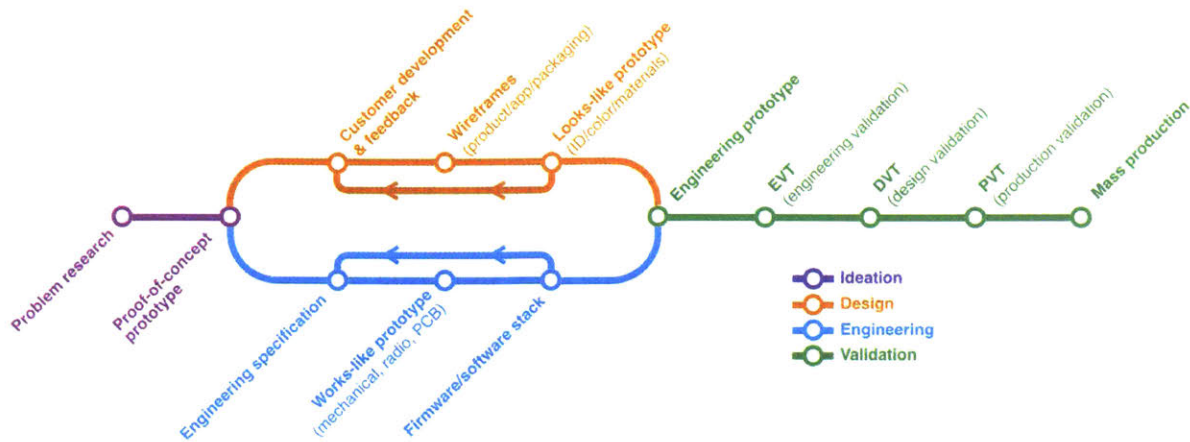 Problem research
Proof-of-concept
prototype
Customer development
& feedback
Wireframes
(product/app/packaging)
Looks-like prototype
(ID/color/materials)
Engineering specification
Works-like prototype
(mechanical, radio, PCB)
Firmware/software stack
Engineering prototype
EVT
(engineering validation)
DVT
(design validation)
PVT
(production validation)
Mass production
Ideation
Design
Engineering
Validation